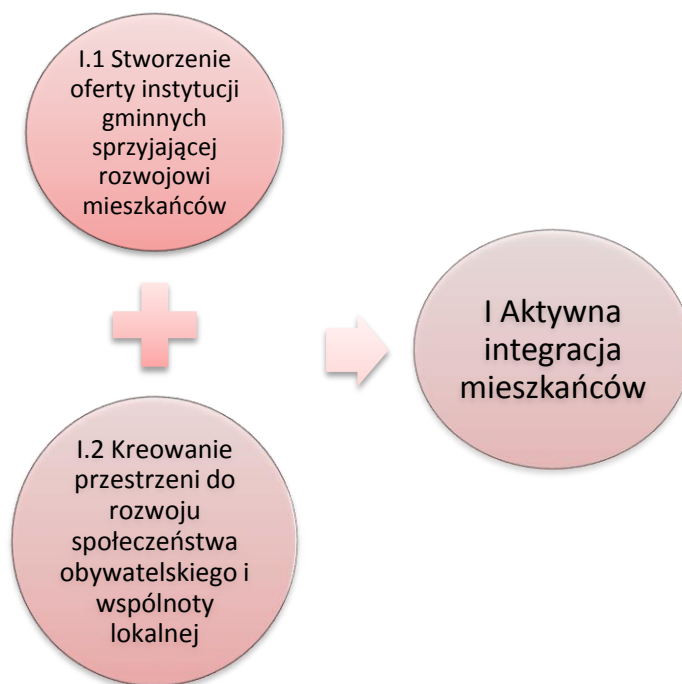 I.1 Stworzenie
oferty instytucji
gminnych
sprzyjającej
rozwojowi
mieszkańców
I.2 Kreowanie
przestrzeni do
rozwoju
społeczeństwa
obywatelskiego i
wspólnoty
lokalnej
I Aktywna
integracja
mieszkańców